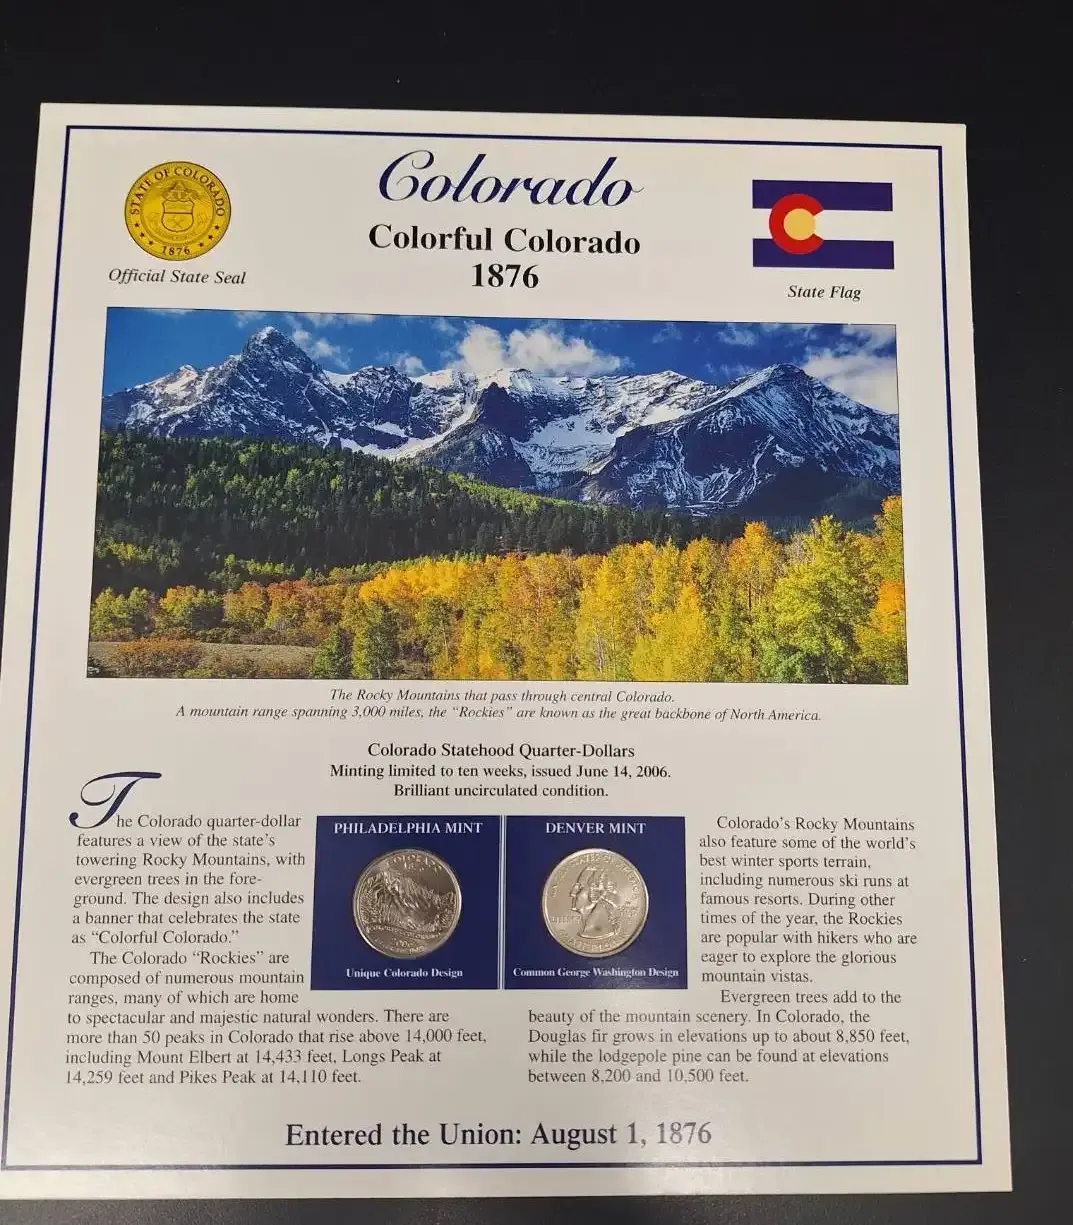 STATE OF COLORADO
1876
Official State Seal
Colorado
Colorful Colorado
1876
State Flag
The Rocky Mountains that pass through central Colorado.
A mountain range spanning 3,000 miles, the “Rockies” are known as the great backbone of North America.
Colorado Statehood Quarter-Dollars
Minting limited to ten weeks, issued June 14, 2006.
Brilliant uncirculated condition.
The Colorado quarter-dollar
features a view of the state’s
towering Rocky Mountains, with
evergreen trees in the fore-
ground. The design also includes
a banner that celebrates the state
as “Colorful Colorado.”
The Colorado “Rockies” are
composed of numerous mountain
ranges, many of which are home
to spectacular and majestic natural wonders. There are
more than 50 peaks in Colorado that rise above 14,000 feet,
including Mount Elbert at 14,433 feet, Longs Peak at
14,259 feet and Pikes Peak at 14,110 feet.
PHILADELPHIA MINT
COLORADO
Unique Colorado Design
DENVER MINT
Common George Washington Design
Colorado’s Rocky Mountains
also feature some of the world’s
best winter sports terrain,
including numerous ski runs at
famous resorts. During other
times of the year, the Rockies
are popular with hikers who are
eager to explore the glorious
mountain vistas.
Evergreen trees add to the
beauty of the mountain scenery. In Colorado, the
Douglas fir grows in elevations up to about 8,850 feet,
while the lodgepole pine can be found at elevations
between 8,200 and 10,500 feet.
Entered the Union: August 1, 1876